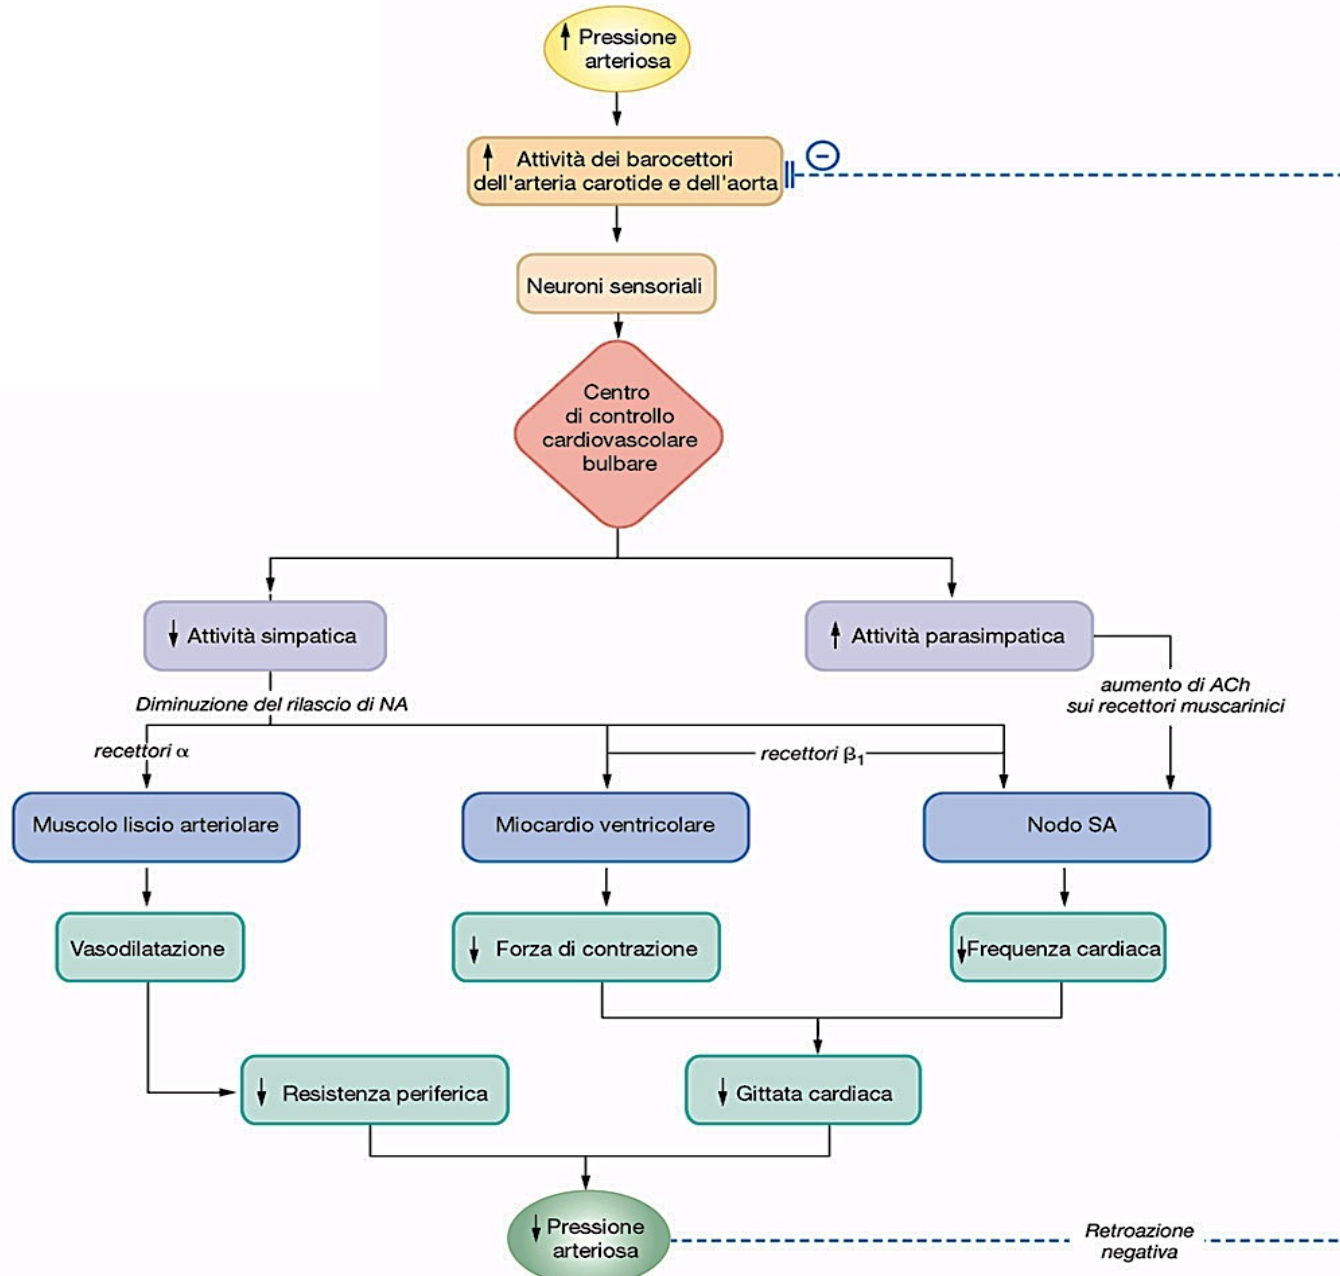 ↑ Pressione
arteriosa
↑ Attività dei barocettori
dell'arteria carotide e dell'aorta
−
Neuroni sensoriali
Centro
di controllo
cardiovascolare
bulbare
↓ Attività simpatica
↑ Attività parasimpatica
Diminuzione del rilascio di NA
aumento di ACh
sui recettori muscarinici
recettori α
recettori β₁
Muscolo liscio arteriolare
Miocardio ventricolare
Nodo SA
Vasodilatazione
↓ Forza di contrazione
↓ Frequenza cardiaca
↓ Resistenza periferica
↓ Gittata cardiaca
↓ Pressione
arteriosa
Retroazione
negativa